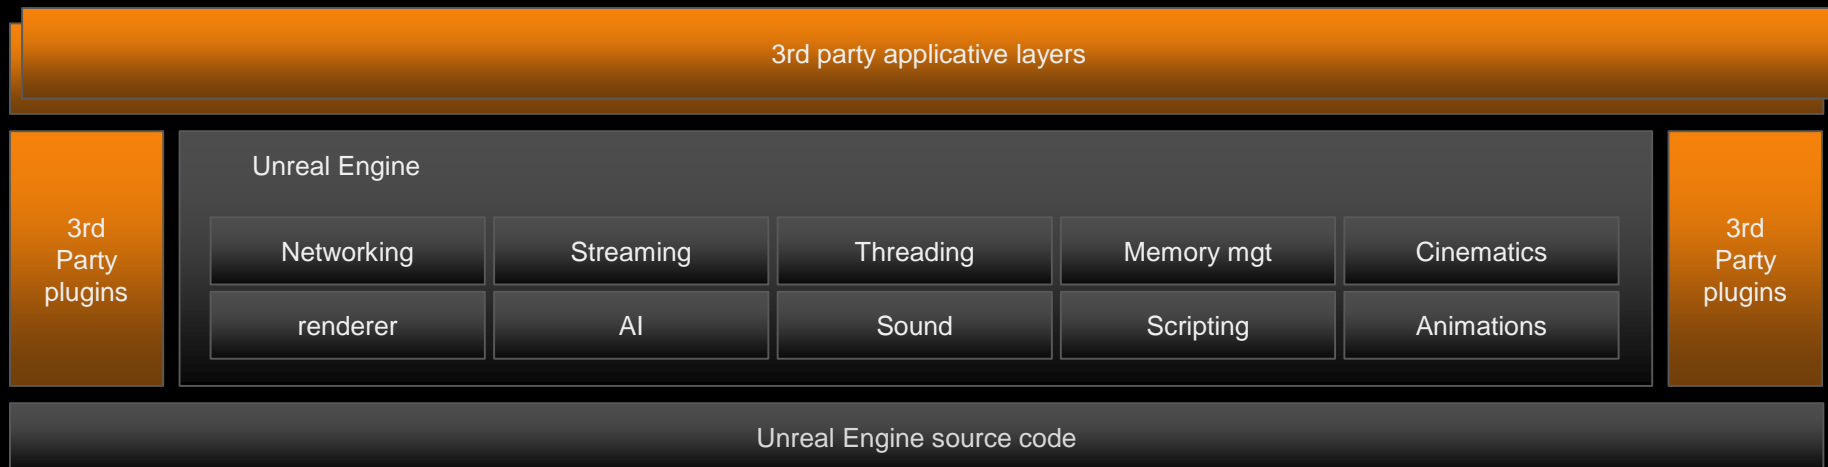 3rd party applicative layers
3rd
Party
plugins
Unreal Engine
Networking
Streaming
Threading
Memory mgt
Cinematics
renderer
AI
Sound
Scripting
Animations
3rd
Party
plugins
Unreal Engine source code